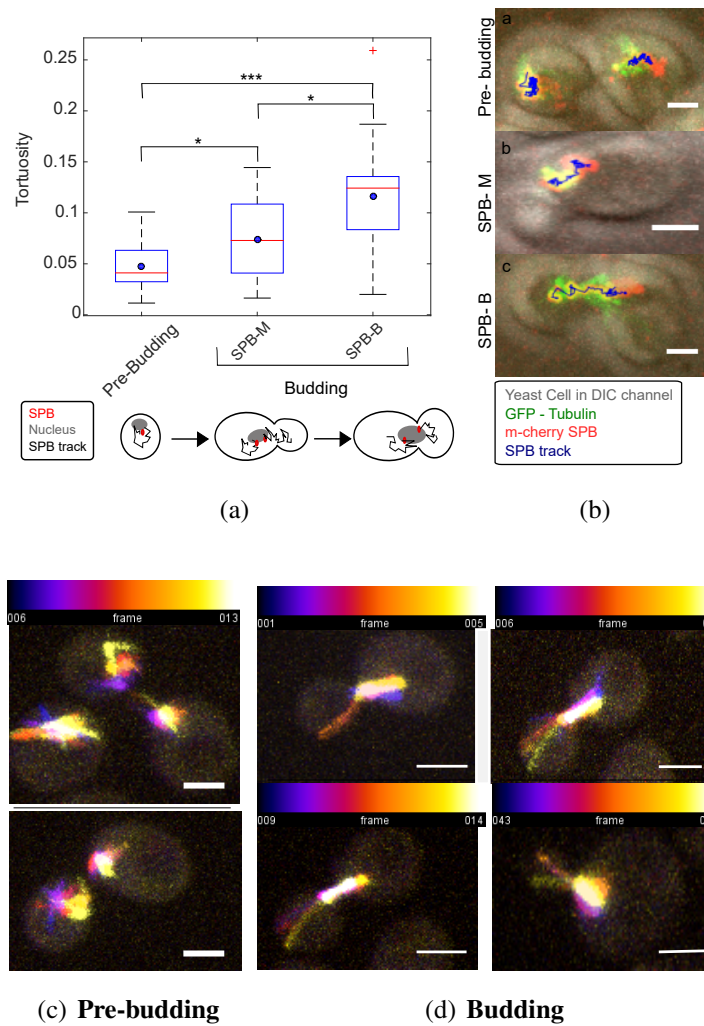 0.25
0.2
0.15
0.1
0.05
0
Tortuosity
***
*
*
Pre-Budding
SPB-M
SPB-B
Budding
SPB
Nucleus
SPB track
(a)
a
Pre- budding
b
SPB- M
c
SPB- B
Yeast Cell in DIC channel
GFP - Tubulin
m-cherry SPB
SPB track
(b)
006 frame 013
001 frame 005
006 frame
009 frame 014
043 frame
(c) Pre-budding
(d) Budding